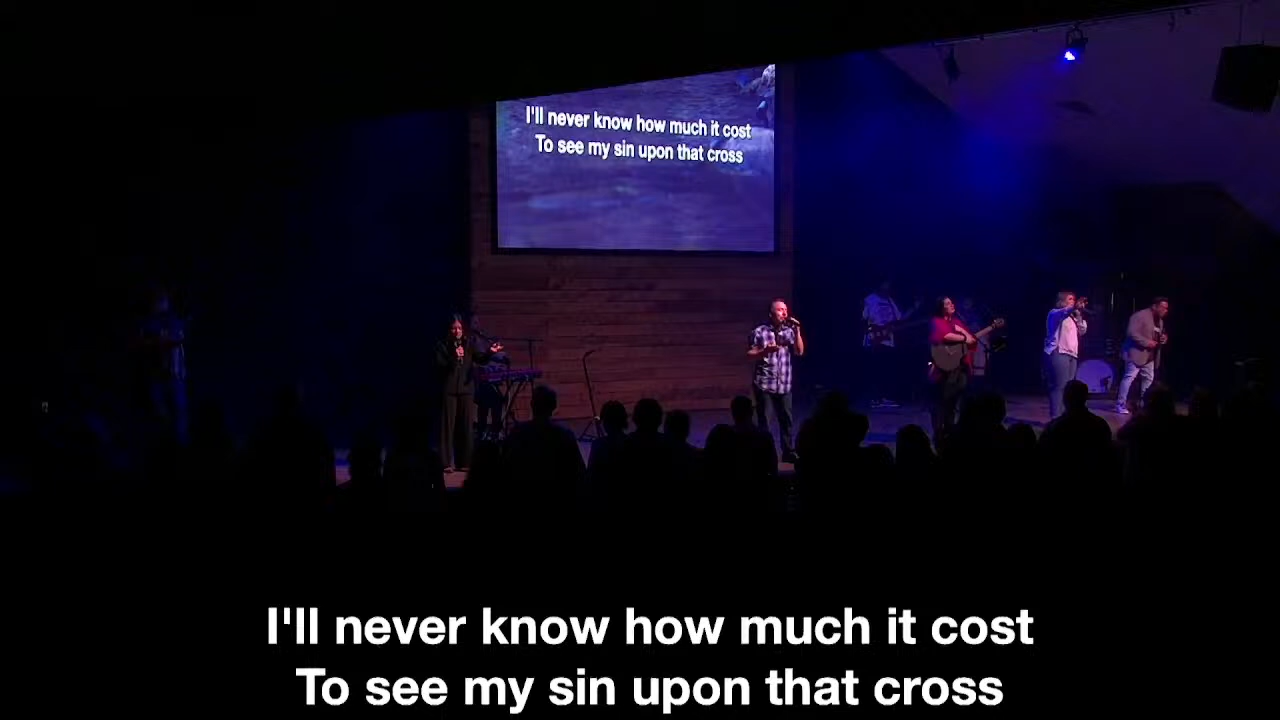 I'll never know how much it cost
To see my sin upon that cross
I'll never know how much it cost
To see my sin upon that cross